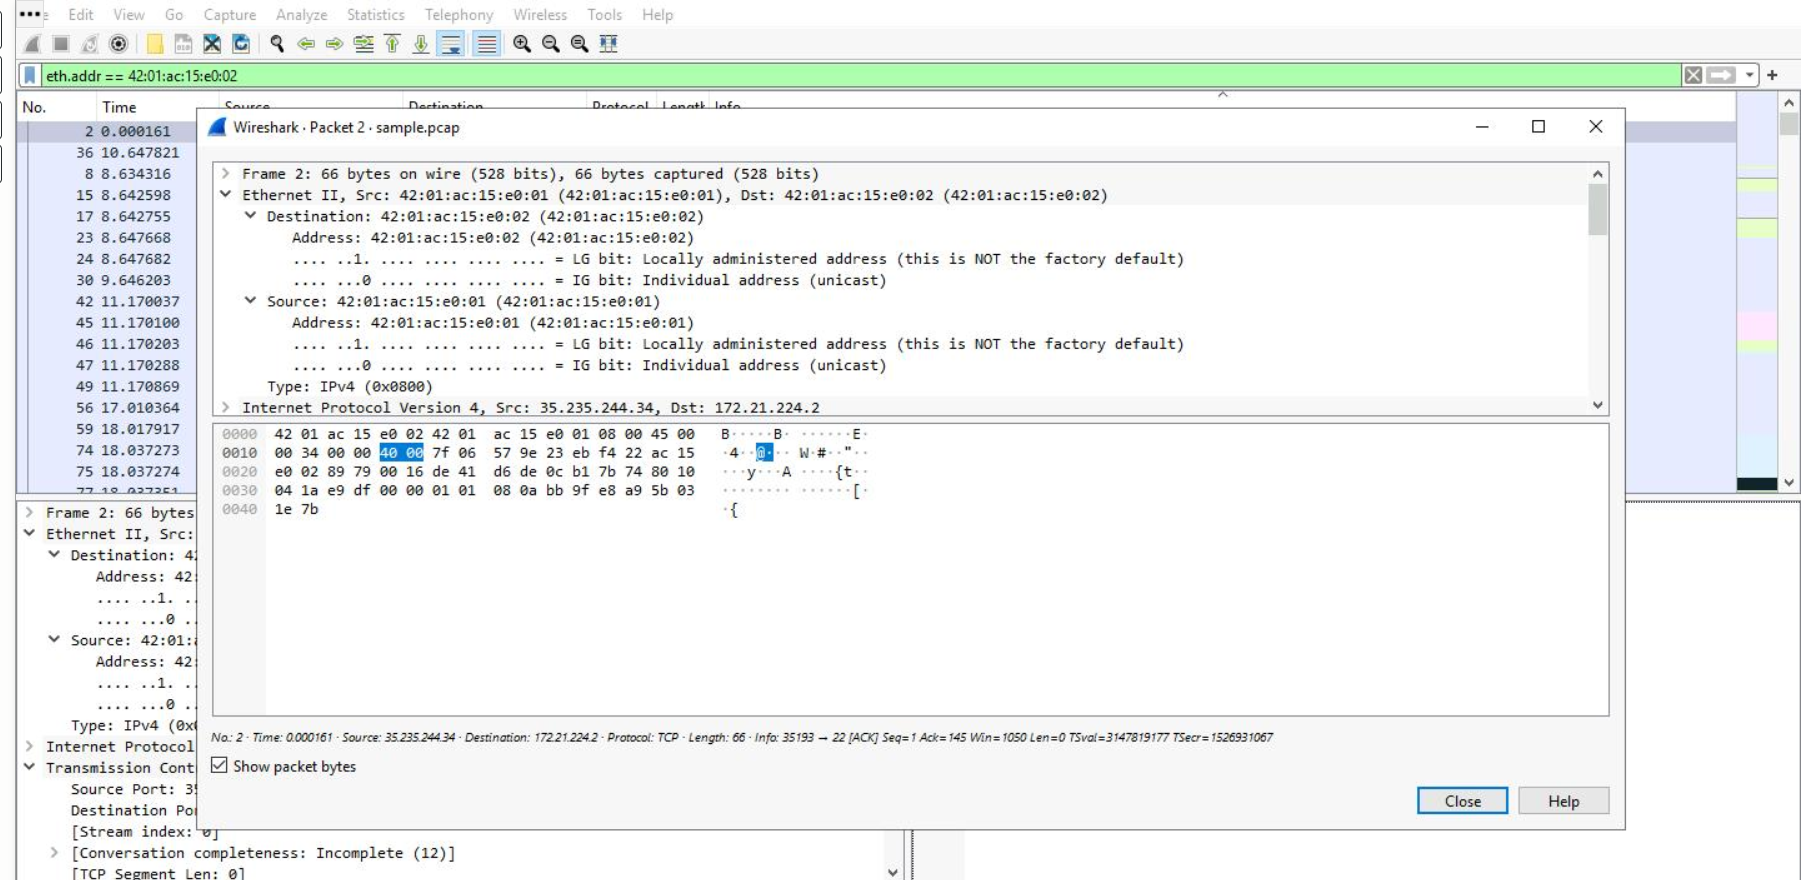 Edit View Go Capture Analyze Statistics Telephony Wireless Tools Help
eth.addr == 42:01:ac:15:e0:02
No. Time Source Destination Protocol Length Info
2 0.000161
36 10.647821
8 8.634316
15 8.642598
17 8.642755
23 8.647668
24 8.647682
30 9.646203
42 11.170037
45 11.170100
46 11.170203
47 11.170288
49 11.170869
56 17.010364
59 18.017917
74 18.037273
75 18.037274
77 18.037351
Wireshark · Packet 2 · sample.pcap
Frame 2: 66 bytes on wire (528 bits), 66 bytes captured (528 bits)
Ethernet II, Src: 42:01:ac:15:e0:01 (42:01:ac:15:e0:01), Dst: 42:01:ac:15:e0:02 (42:01:ac:15:e0:02)
Destination: 42:01:ac:15:e0:02 (42:01:ac:15:e0:02)
Address: 42:01:ac:15:e0:02 (42:01:ac:15:e0:02)
.... ..1. .... .... .... .... = LG bit: Locally administered address (this is NOT the factory default)
.... ...0 .... .... .... .... = IG bit: Individual address (unicast)
Source: 42:01:ac:15:e0:01 (42:01:ac:15:e0:01)
Address: 42:01:ac:15:e0:01 (42:01:ac:15:e0:01)
.... ..1. .... .... .... .... = LG bit: Locally administered address (this is NOT the factory default)
.... ...0 .... .... .... .... = IG bit: Individual address (unicast)
Type: IPv4 (0x0800)
Internet Protocol Version 4, Src: 35.235.244.34, Dst: 172.21.224.2
0000 42 01 ac 15 e0 02 42 01 ac 15 e0 01 08 00 45 00 B·····B· ······E·
0010 00 34 00 00 40 00 7f 06 57 9e 23 eb f4 22 ac 15 ·4··@··· W·#··"··
0020 e0 02 89 79 00 16 de 41 d6 de 0c b1 7b 74 80 10 ···y···A ····{t··
0030 04 1a e9 df 00 00 01 01 08 0a bb 9f e8 a9 5b 03 ········ ······[·
0040 1e 7b ·{
No.: 2 · Time: 0.000161 · Source: 35.235.244.34 · Destination: 172.21.224.2 · Protocol: TCP · Length: 66 · Info: 35193 → 22 [ACK] Seq=1 Ack=145 Win=1050 Len=0 TSval=3147819177 TSecr=1526931067
Show packet bytes
Close Help
Frame 2: 66 bytes
Ethernet II, Src:
Destination: 42
Address: 42:
.... ..1. ..
.... ...0 ..
Source: 42:01:a
Address: 42:
.... ..1. ..
.... ...0 ..
Type: IPv4 (0x0
Internet Protocol
Transmission Cont
Source Port: 35
Destination Po
[Stream index: 0]
[Conversation completeness: Incomplete (12)]
[TCP Segment Len: 0]